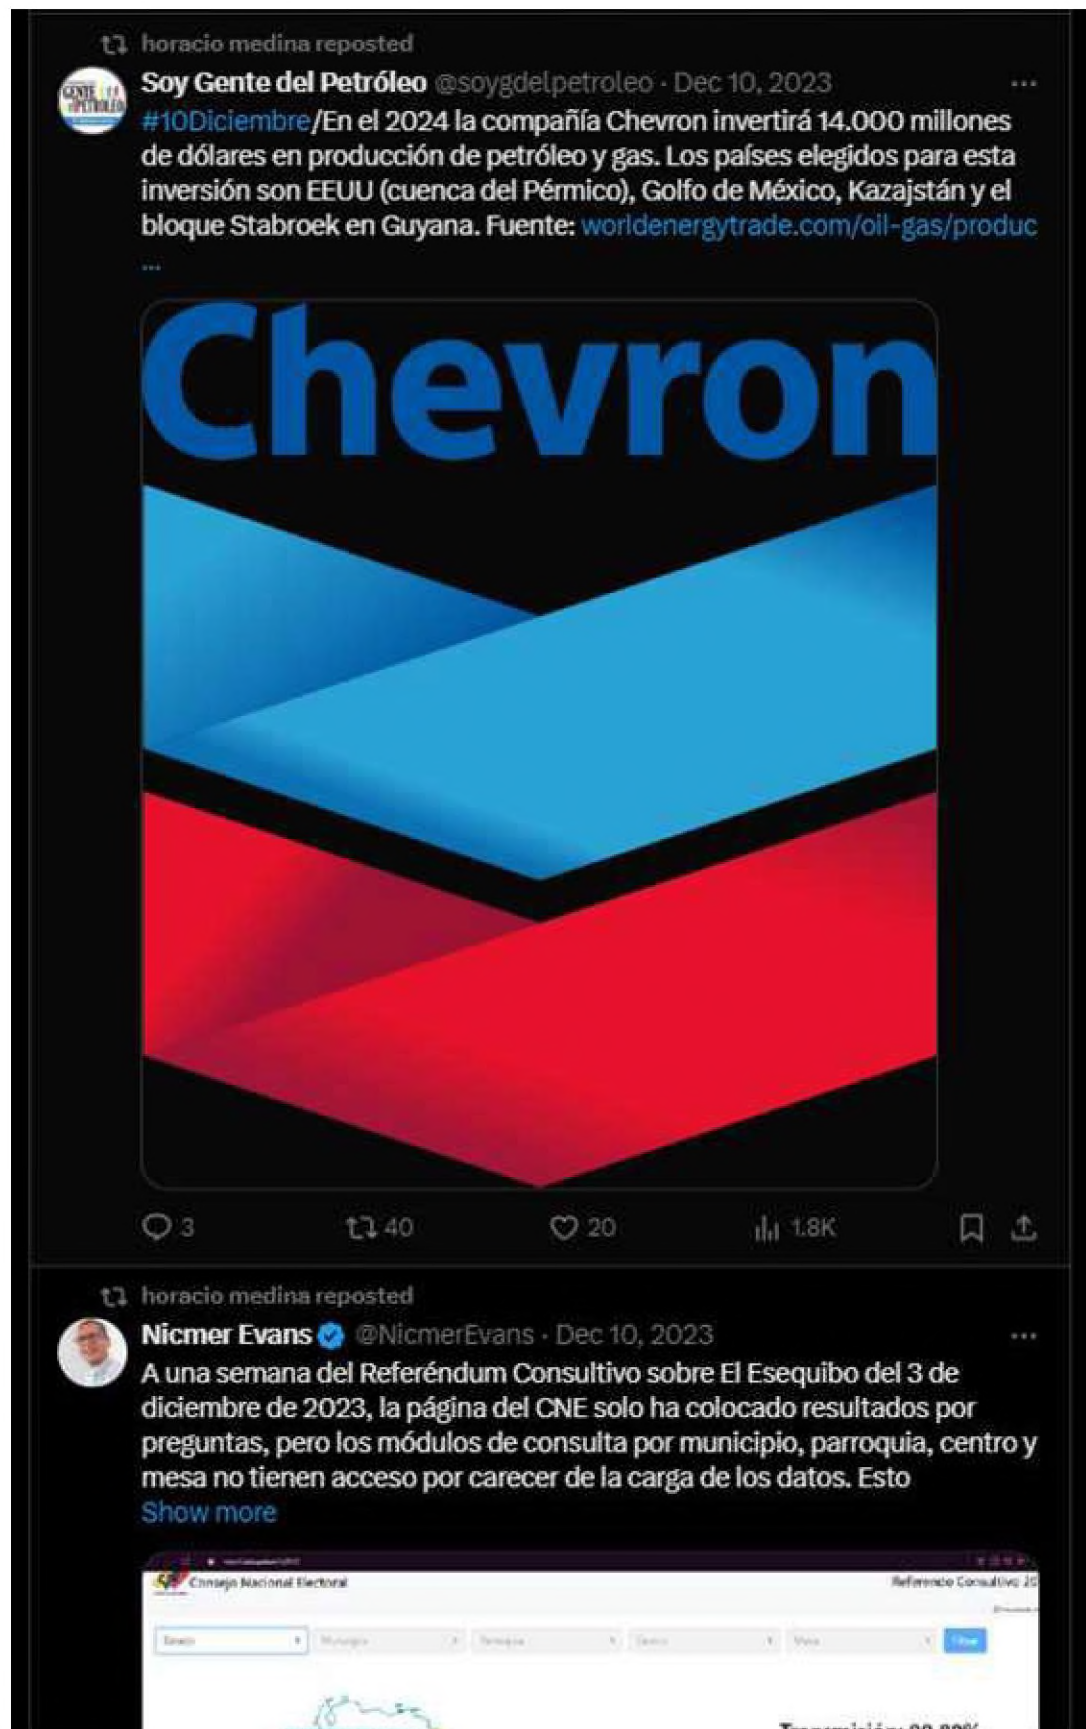 horacio medina reposted
Soy Gente del Petróleo @soygdelpetroleo · Dec 10, 2023
#10Diciembre/En el 2024 la compañía Chevron invertirá 14.000 millones
de dólares en producción de petróleo y gas. Los países elegidos para esta
inversión son EEUU (cuenca del Pérmico), Golfo de México, Kazajstán y el
bloque Stabroek en Guyana. Fuente: worldenergytrade.com/oil-gas/produc
...
Chevron
3 40 20 1.8K
horacio medina reposted
Nicmer Evans @NicmerEvans · Dec 10, 2023
A una semana del Referéndum Consultivo sobre El Esequibo del 3 de
diciembre de 2023, la página del CNE solo ha colocado resultados por
preguntas, pero los módulos de consulta por municipio, parroquia, centro y
mesa no tienen acceso por carecer de la carga de los datos. Esto
Show more
Consejo Nacional Electoral
Referendo Consultivo 20